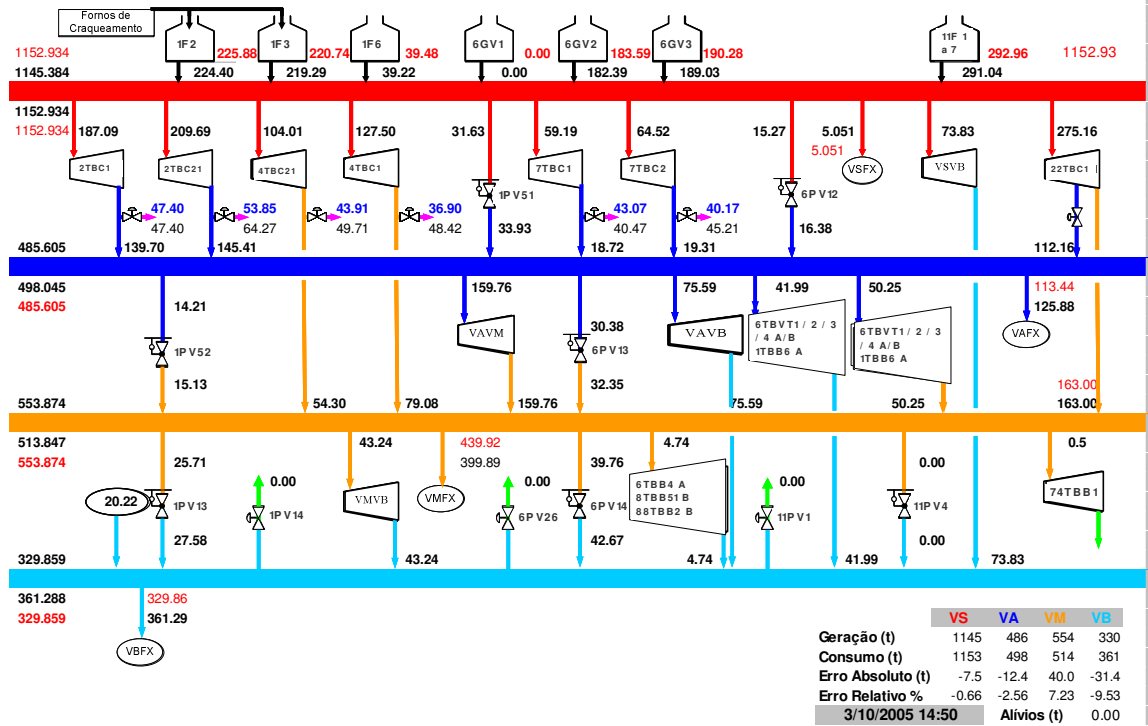 Fornos de
Craqueamento
1F2
1F3
1F6
6GV1
6GV2
6GV3
11F 1
a 7
1152.934
225.88
220.74
39.48
0.00
183.59
190.28
292.96
1152.93
1145.384
224.40
219.29
39.22
0.00
182.39
189.03
291.04
1152.934
1152.934
187.09
209.69
104.01
127.50
31.63
59.19
64.52
15.27
5.051
73.83
275.16
5.051
2TBC1
2TBC21
4TBC21
4TBC1
7TBC1
7TBC2
VSFX
VSVB
22TBC1
1PV51
6PV12
47.40
53.85
43.91
36.90
43.07
40.17
47.40
64.27
49.71
48.42
33.93
40.47
45.21
16.38
485.605
139.70
145.41
18.72
19.31
112.16
498.045
159.76
75.59
41.99
50.25
113.44
485.605
14.21
125.88
30.38
VAVM
VAVB
6TBVT1 / 2 / 3
/ 4 A/B
1TBB6 A
6TBVT1 / 2 / 3
/ 4 A/B
1TBB6 A
VAFX
1PV52
6PV13
15.13
32.35
163.00
553.874
54.30
79.08
159.76
75.59
50.25
163.00
513.847
43.24
439.92
4.74
0.5
553.874
25.71
399.89
39.76
0.00
0.00
0.00
0.00
20.22
1PV13
1PV14
VMVB
VMFX
6PV26
6PV14
6TBB4 A
8TBB51 B
88TBB2 B
11PV1
11PV4
74TBB1
27.58
42.67
0.00
329.859
43.24
4.74
41.99
73.83
361.288
329.86
329.859
361.29
VBFX
VS VA VM VB
Geração (t) 1145 486 554 330
Consumo (t) 1153 498 514 361
Erro Absoluto (t) -7.5 -12.4 40.0 -31.4
Erro Relativo % -0.66 -2.56 7.23 -9.53
3/10/2005 14:50 Alívios (t) 0.00